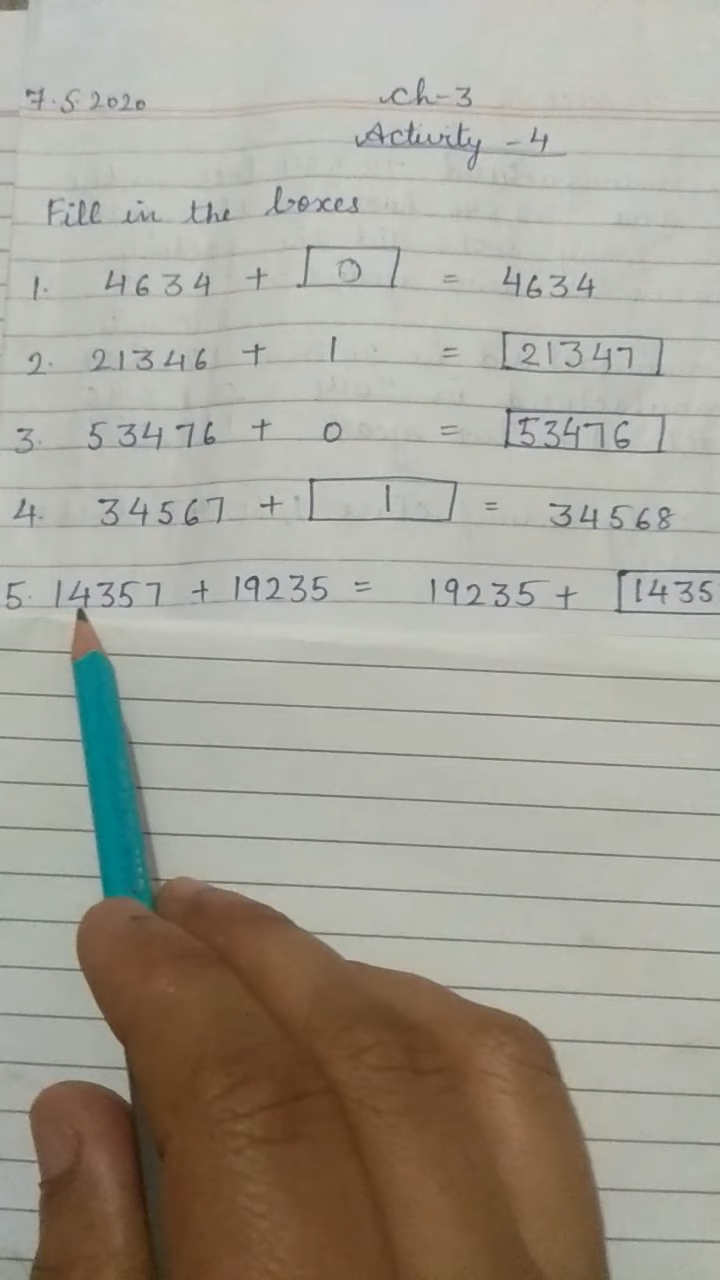 7.5.2020 Ch-3
Activity - 4
Fill in the boxes
1. 4634 + 0 = 4634
2. 21346 + 1 = 21347
3. 53476 + 0 = 53476
4. 34567 + 1 = 34568
5. 14357 + 19235 = 19235 + 1435